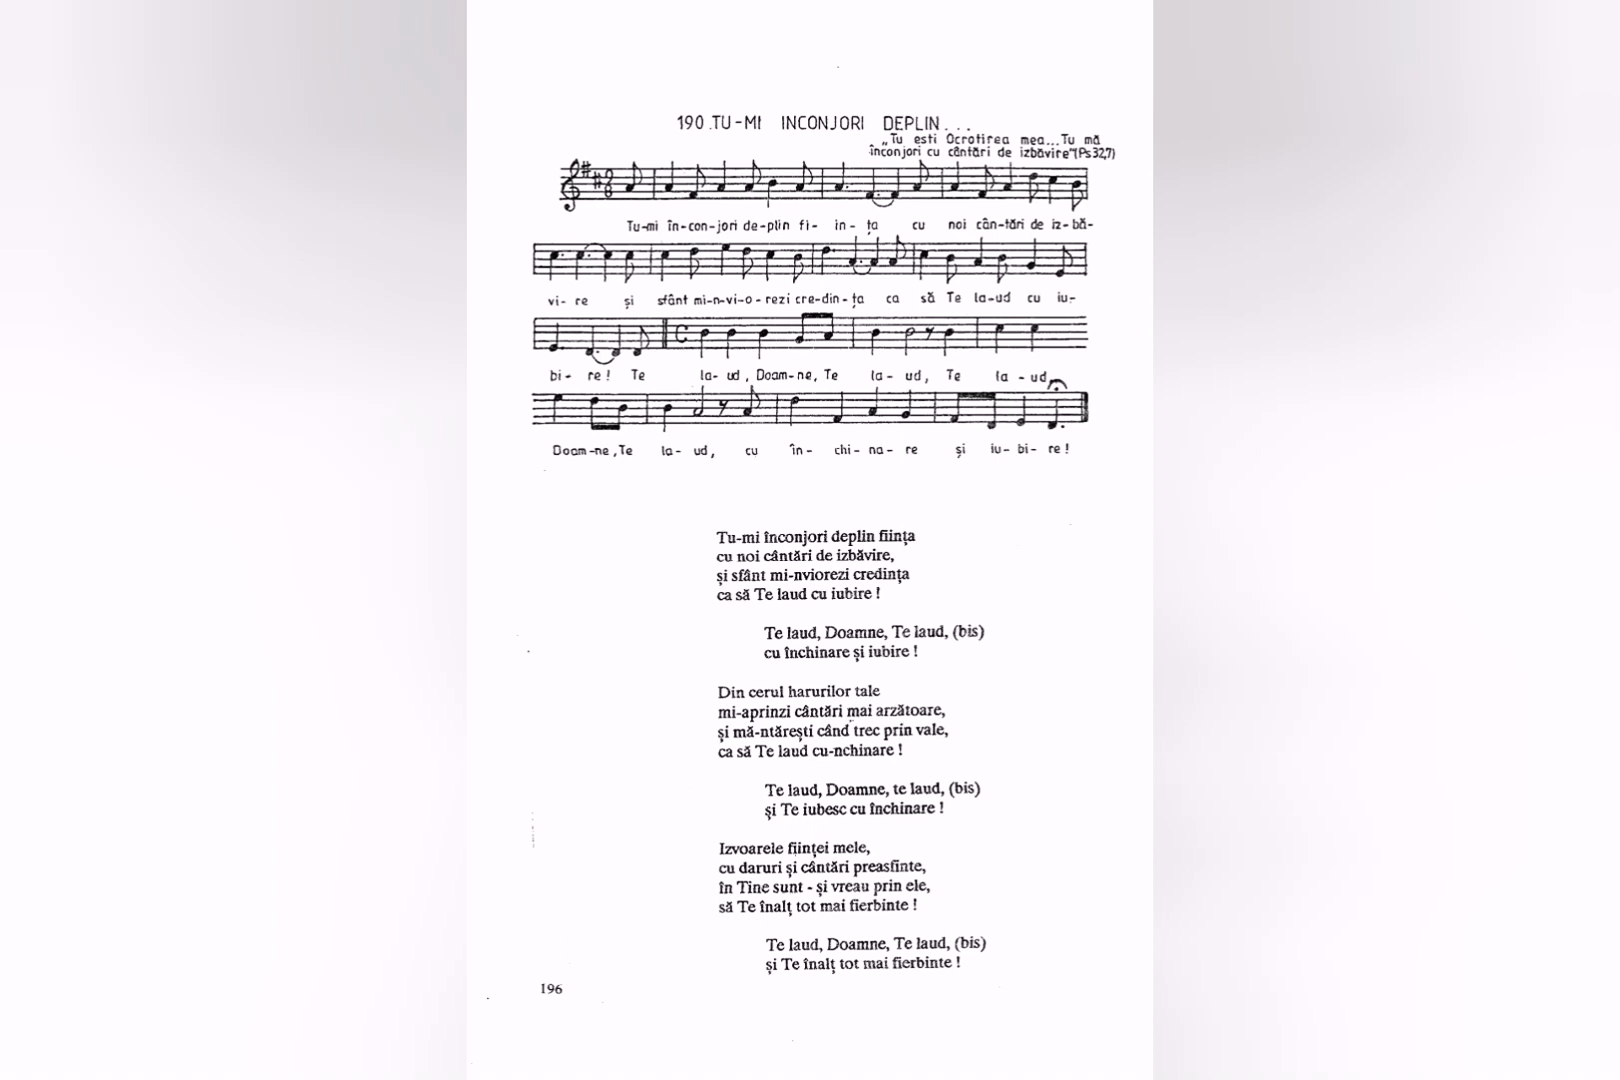 190.TU-MI INCONJORI DEPLIN...
„Tu esti Ocrotirea mea...Tu mă
înconjori cu cântări de izbăvire"(Ps32,7)
Tu-mi în-con-jori de-plin fi- in- ța cu noi cân-tări de iz-bă-
vi- re și sfânt mi-n-vi-o-rezi cre-din-ța ca să Te la-ud cu iu-
bi- re! Te la- ud, Doam-ne, Te la- ud, Te la - ud,
Doam-ne, Te la- ud, cu în- chi- na- re și iu- bi- re!
Tu-mi înconjori deplin ființa
cu noi cântări de izbăvire,
și sfânt mi-nviorezi credința
ca să Te laud cu iubire !
Te laud, Doamne, Te laud, (bis)
cu închinare și iubire !
Din cerul harurilor tale
mi-aprinzi cântări mai arzătoare,
și mă-ntărești când trec prin vale,
ca să Te laud cu-nchinare !
Te laud, Doamne, te laud, (bis)
și Te iubesc cu închinare !
Izvoarele ființei mele,
cu daruri și cântări preasfinte,
în Tine sunt - și vreau prin ele,
să Te înalț tot mai fierbinte !
Te laud, Doamne, Te laud, (bis)
și Te înalț tot mai fierbinte !
196